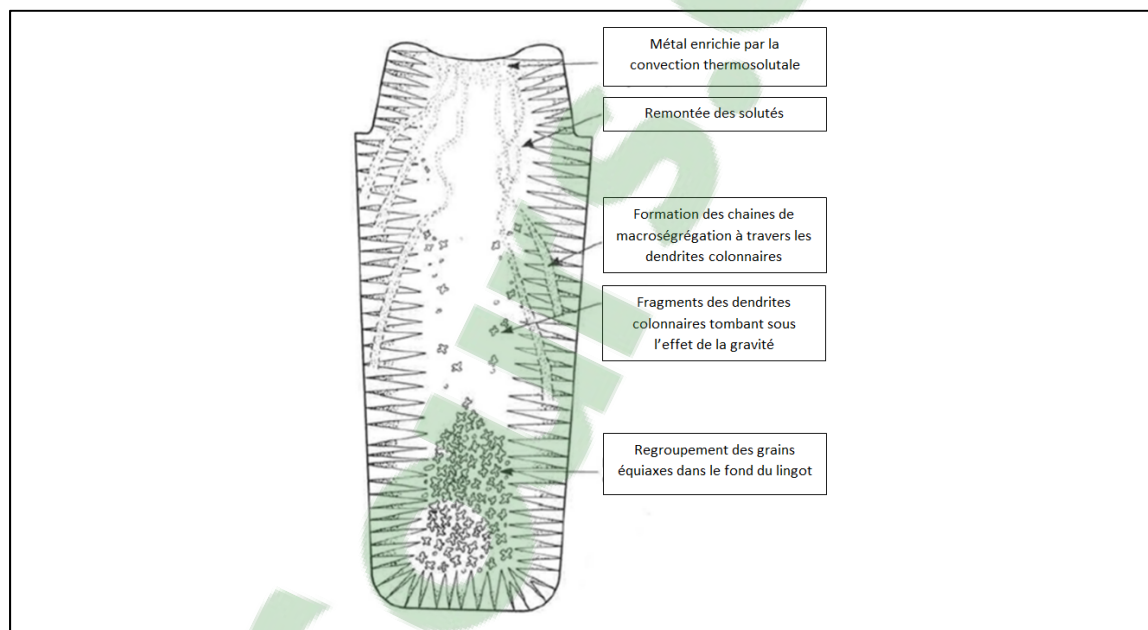 Métal enrichie par la
convection thermosolutale
Remontée des solutés
Formation des chaines de
macroségrégation à travers les
dendrites colonnaires
Fragments des dendrites
colonnaires tombant sous
l'effet de la gravité
Regroupement des grains
équiaxes dans le fond du lingot